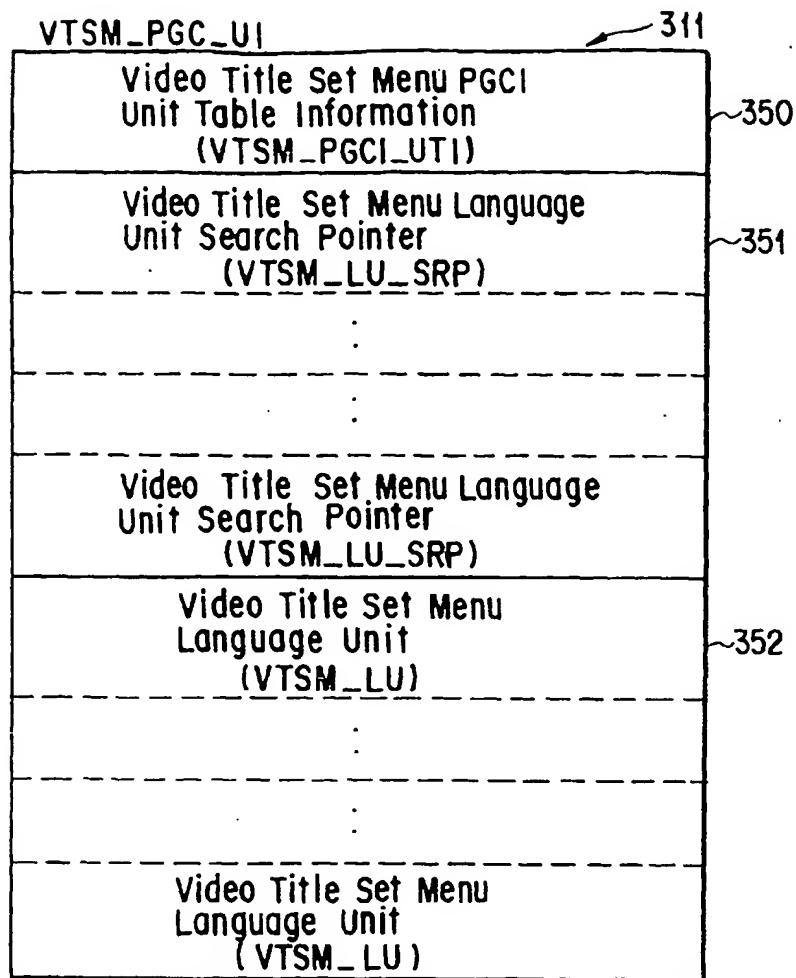 VTSM_PGC_UI
311
Video Title Set Menu PGCI
Unit Table Information
(VTSM_PGCI_UTI)
350
Video Title Set Menu Language
Unit Search Pointer
(VTSM_LU_SRP)
351
Video Title Set Menu Language
Unit Search Pointer
(VTSM_LU_SRP)
Video Title Set Menu
Language Unit
(VTSM_LU)
352
Video Title Set Menu
Language Unit
(VTSM_LU)